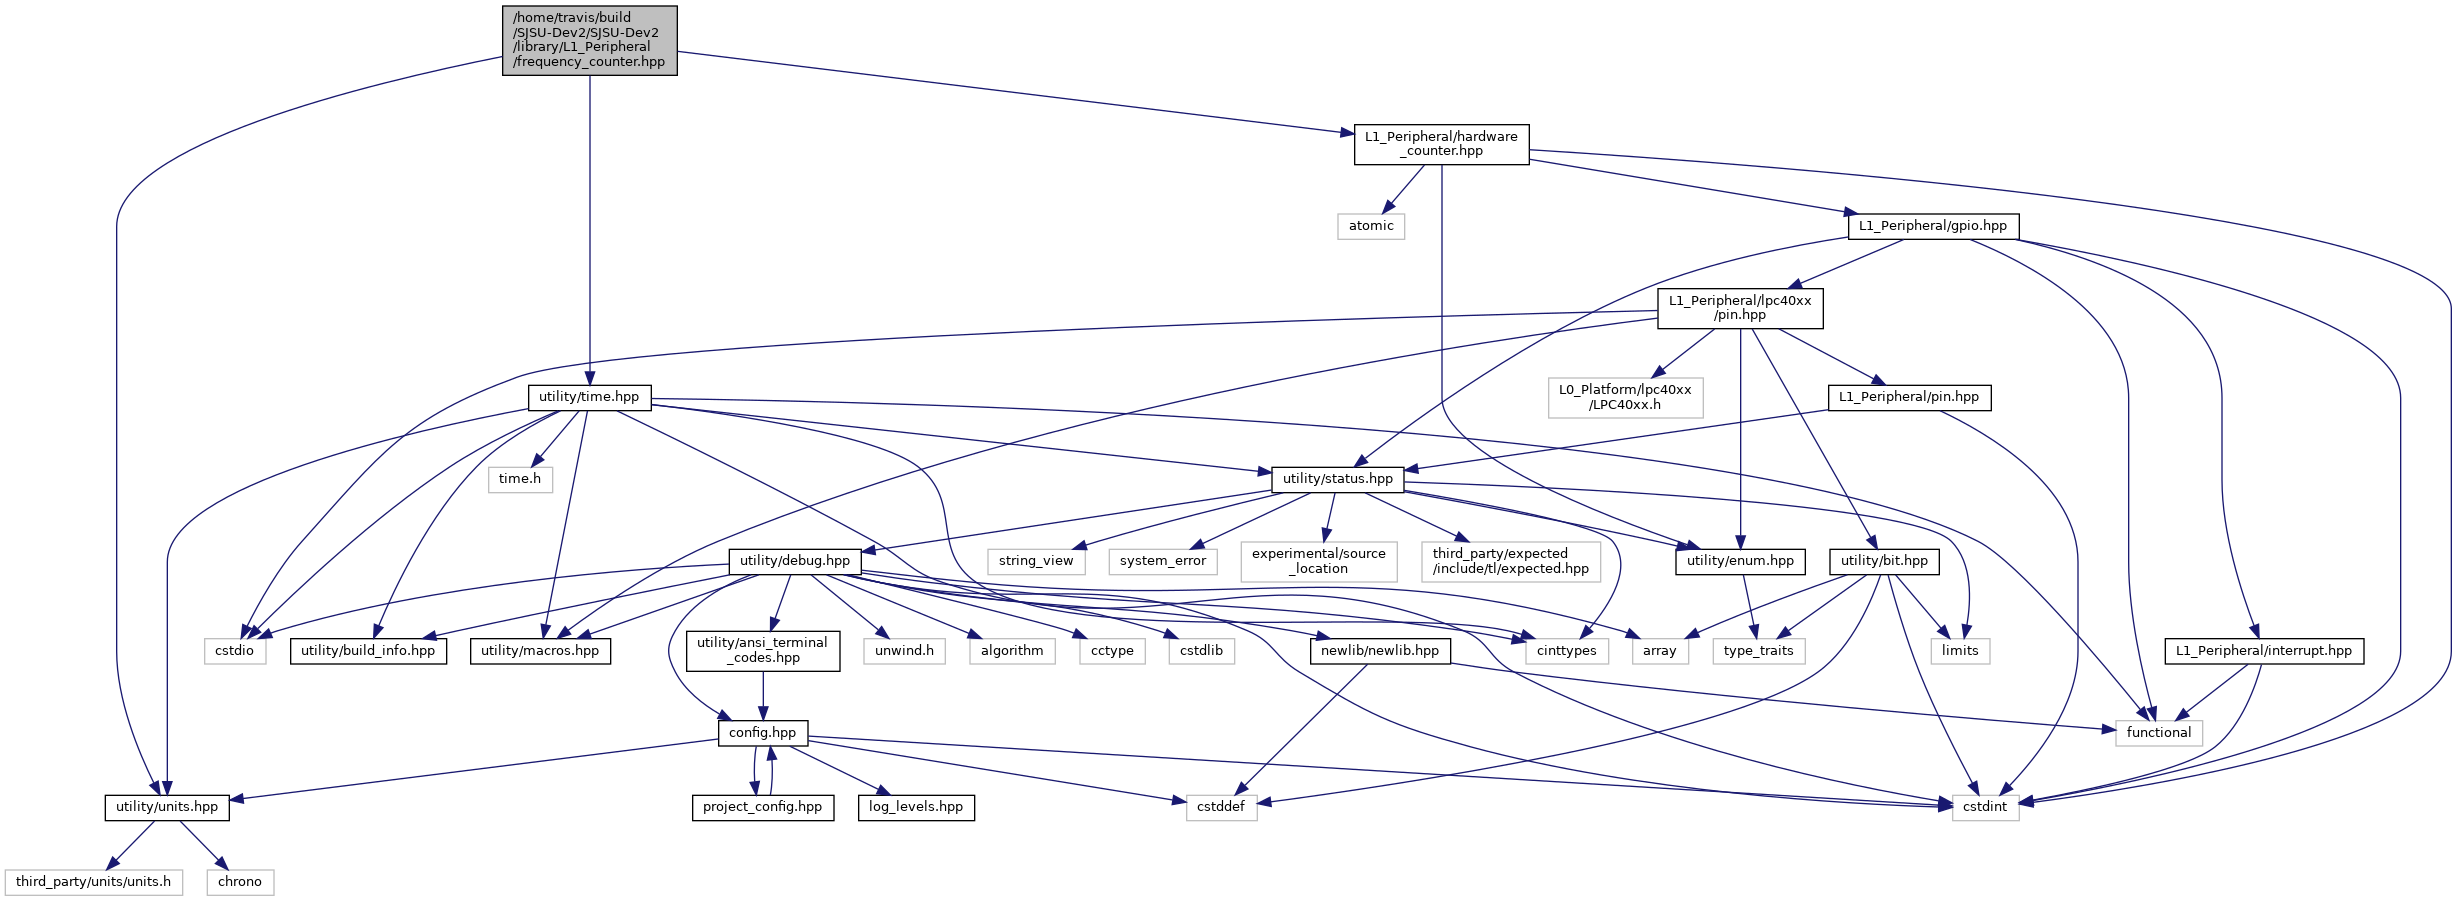 /home/travis/build
/SJSU-Dev2/SJSU-Dev2
/library/L1_Peripheral
/frequency_counter.hpp
L1_Peripheral/hardware
_counter.hpp
atomic
L1_Peripheral/gpio.hpp
L1_Peripheral/lpc40xx
/pin.hpp
utility/time.hpp
L0_Platform/lpc40xx
/LPC40xx.h
L1_Peripheral/pin.hpp
time.h
utility/status.hpp
utility/debug.hpp
string_view
system_error
experimental/source
_location
third_party/expected
/include/tl/expected.hpp
utility/enum.hpp
utility/bit.hpp
cstdio
utility/build_info.hpp
utility/macros.hpp
utility/ansi_terminal
_codes.hpp
unwind.h
algorithm
cctype
cstdlib
newlib/newlib.hpp
cinttypes
array
type_traits
limits
L1_Peripheral/interrupt.hpp
config.hpp
functional
utility/units.hpp
project_config.hpp
log_levels.hpp
cstddef
cstdint
third_party/units/units.h
chrono